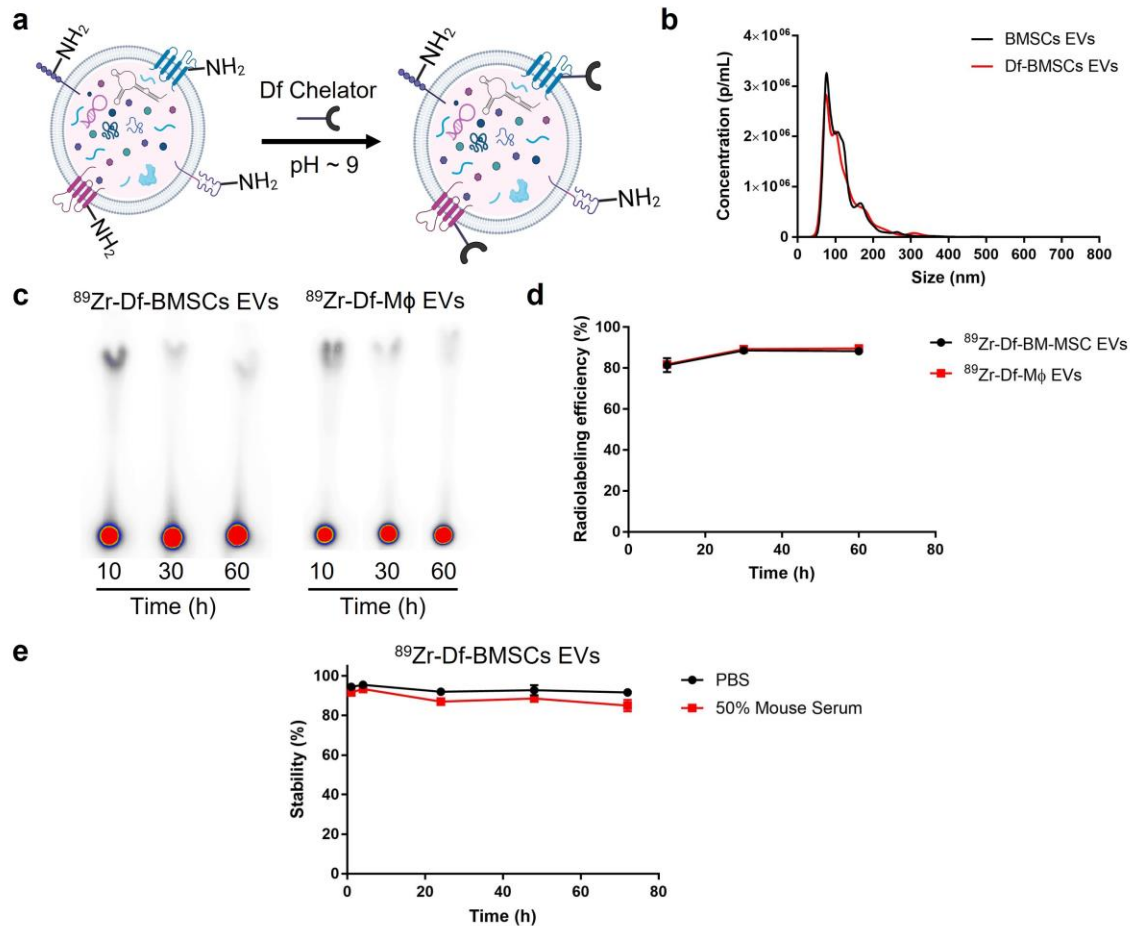 a
NH2
NH2
NH2
Df Chelator
pH ~ 9
NH2
b
4×10^06
3×10^06
2×10^06
1×10^06
0
Concentration (p/mL)
0 100 200 300 400 500 600 700 800
Size (nm)
BMSCs EVs
Df-BMSCs EVs
c
⁸⁹Zr-Df-BMSCs EVs
⁸⁹Zr-Df-Mϕ EVs
10 30 60
Time (h)
10 30 60
Time (h)
d
100
80
60
40
20
0
Radiolabeling efficiency (%)
0 20 40 60 80
Time (h)
⁸⁹Zr-Df-BM-MSC EVs
⁸⁹Zr-Df-Mϕ EVs
e
⁸⁹Zr-Df-BMSCs EVs
100
80
60
40
20
0
Stability (%)
0 20 40 60 80
Time (h)
PBS
50% Mouse Serum